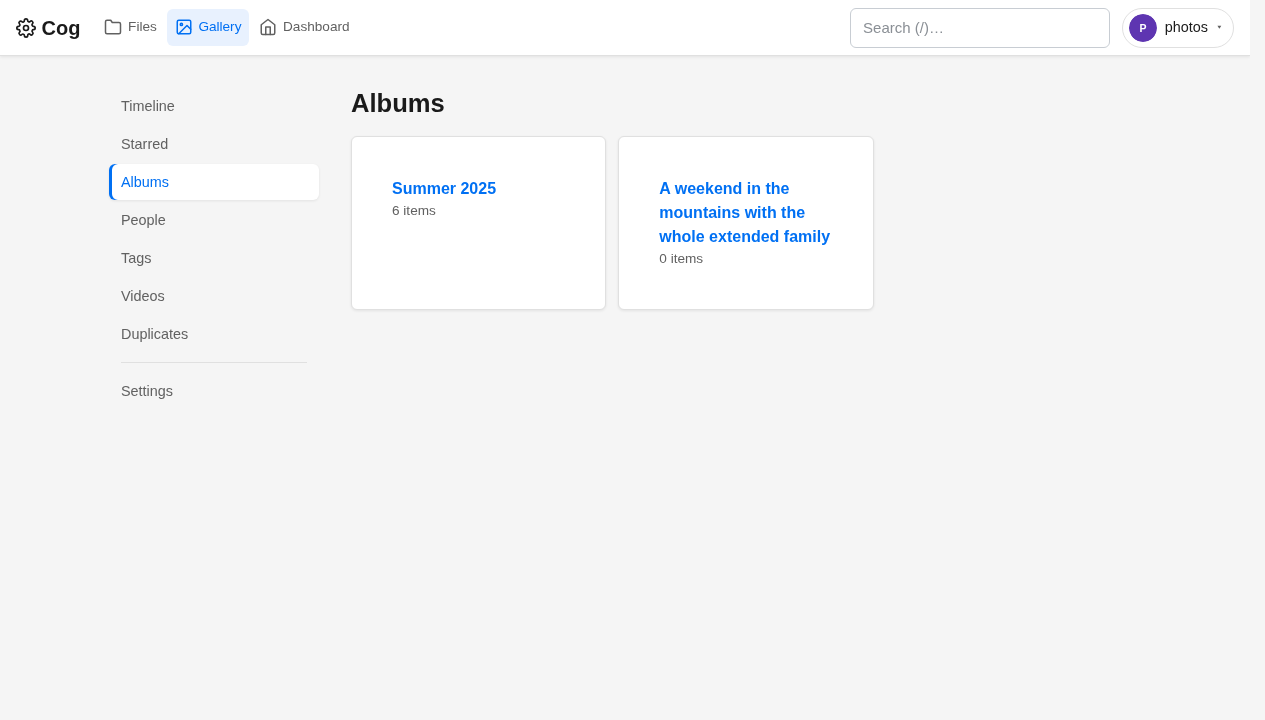 Cog
Files
Gallery
Dashboard
Search (/)…
P
photos
Timeline
Starred
Albums
People
Tags
Videos
Duplicates
Settings
Albums
Summer 2025
6 items
A weekend in the
mountains with the
whole extended family
0 items